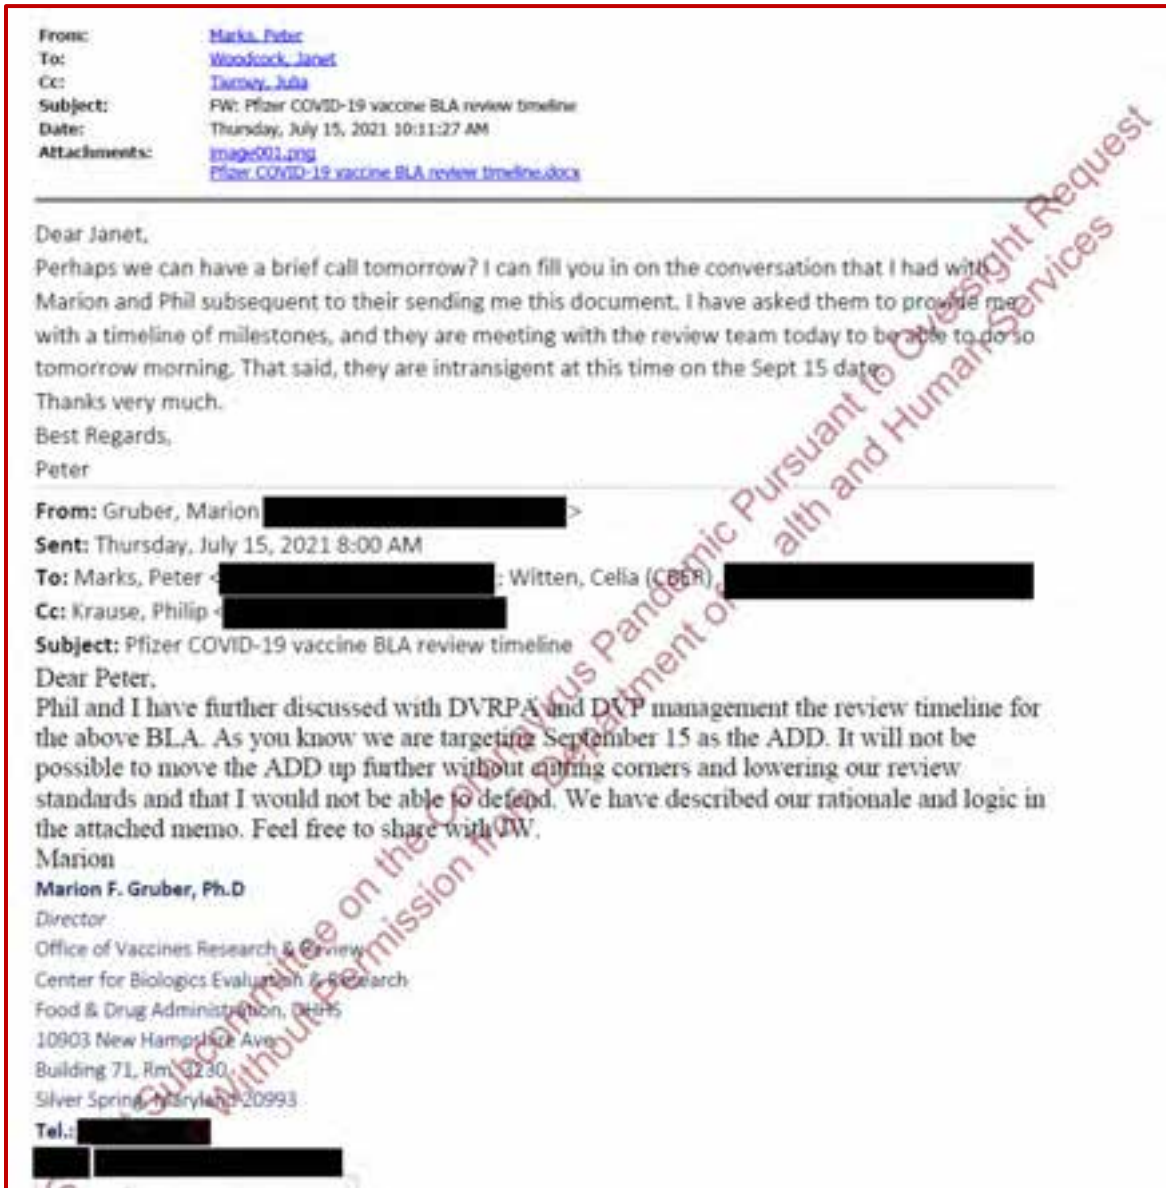 From: Marks, Peter
To: Woodcock, Janet
Cc: Tierney, Julia
Subject: FW: Pfizer COVID-19 vaccine BLA review timeline
Date: Thursday, July 15, 2021 10:11:27 AM
Attachments: image001.png
Pfizer COVID-19 vaccine BLA review timeline.docx
Dear Janet,
Perhaps we can have a brief call tomorrow? I can fill you in on the conversation that I had with
Marion and Phil subsequent to their sending me this document. I have asked them to provide me
with a timeline of milestones, and they are meeting with the review team today to be able to do so
tomorrow morning. That said, they are intransigent at this time on the Sept 15 date.
Thanks very much.
Best Regards,
Peter
From: Gruber, Marion >
Sent: Thursday, July 15, 2021 8:00 AM
To: Marks, Peter < ; Witten, Celia (CBER)
Cc: Krause, Philip <
Subject: Pfizer COVID-19 vaccine BLA review timeline
Dear Peter,
Phil and I have further discussed with DVRPA and DVP management the review timeline for
the above BLA. As you know we are targeting September 15 as the ADD. It will not be
possible to move the ADD up further without cutting corners and lowering our review
standards and that I would not be able to defend. We have described our rationale and logic in
the attached memo. Feel free to share with JW.
Marion
Marion F. Gruber, Ph.D
Director
Office of Vaccines Research & Review
Center for Biologics Evaluation & Research
Food & Drug Administration, DHHS
10903 New Hampshire Ave
Building 71, Rm. 3230
Silver Spring, Maryland 20993
Tel.:
Subcommittee on the Coronavirus Pandemic Pursuant to Oversight Request
Without Permission from Department of alth and Human Services